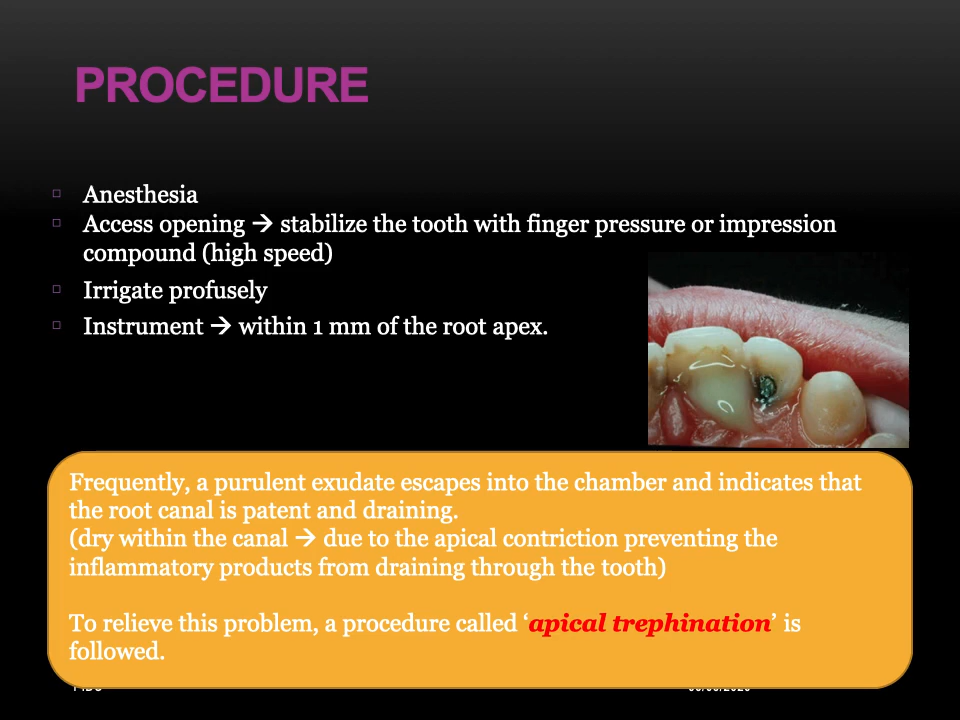 PROCEDURE
Anesthesia
Access opening → stabilize the tooth with finger pressure or impression
compound (high speed)
Irrigate profusely
Instrument → within 1 mm of the root apex.
Frequently, a purulent exudate escapes into the chamber and indicates that
the root canal is patent and draining.
(dry within the canal → due to the apical contriction preventing the
inflammatory products from draining through the tooth)
To relieve this problem, a procedure called ‘apical trephination’ is
followed.